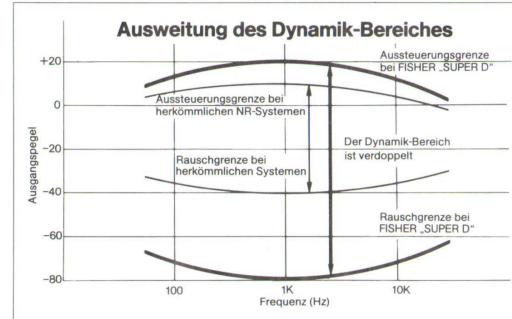 Ausweitung des Dynamik-Bereiches
Aussteuerungsgrenze
bei FISHER „SUPER D"
+20
0
−20
−40
−60
−80
Ausgangspegel
Aussteuerungsgrenze bei
herkömmlichen NR-Systemen
Der Dynamik-Bereich
ist verdoppelt
Rauschgrenze bei
herkömmlichen Systemen
Rauschgrenze bei
FISHER „SUPER D"
100
1K
10K
Frequenz (Hz)